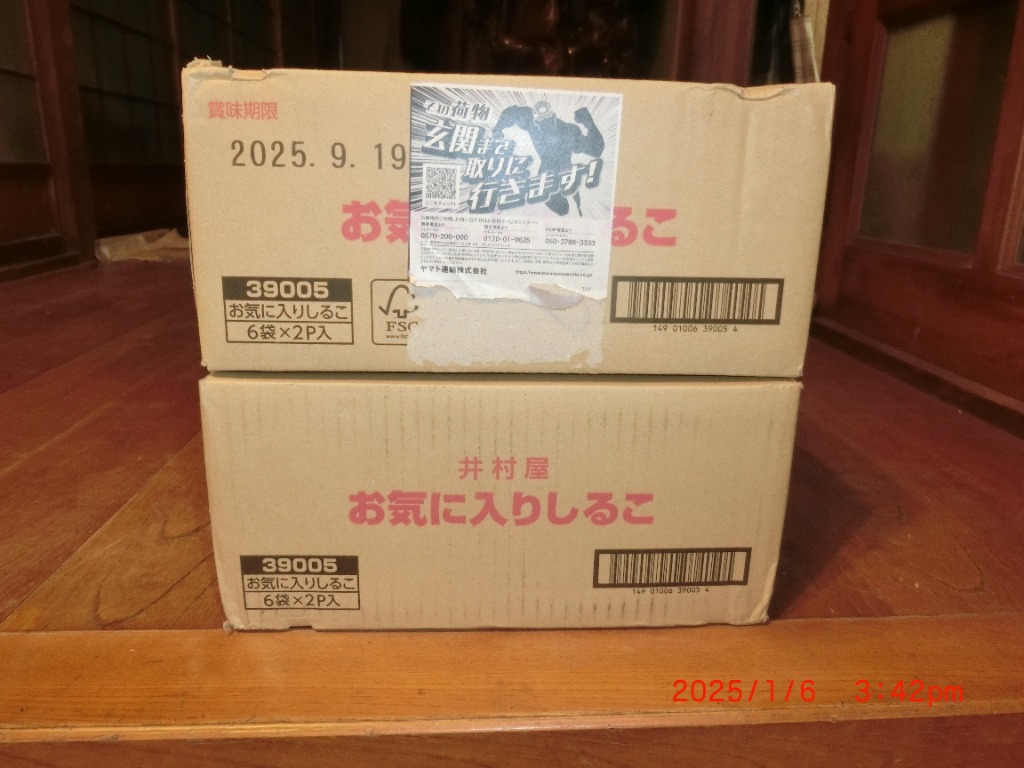 賞味期限
2025. 9. 19
荷物
玄関まで
取りに
行きます!
0570-200-000
0120-01-9625
050-3786-3333
ヤマト運輸株式会社
お気
るこ
39005
お気に入りしるこ
6袋×2P入
FSC
149 01006 39005 4
井村屋
お気に入りしるこ
39005
お気に入りしるこ
6袋×2P入
149 01006 39005 4
2025/1/6 3:42pm